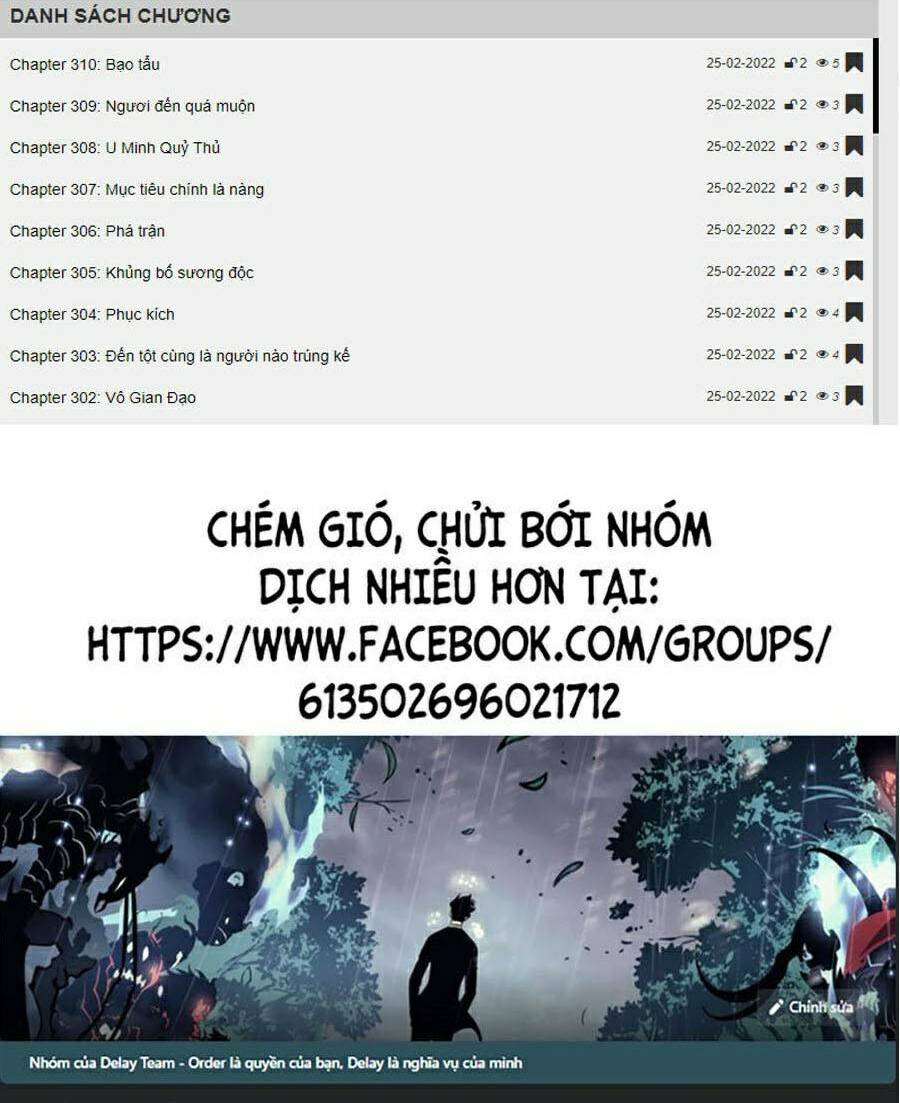 DANH SÁCH CHƯƠNG
Chapter 310: Bạo tẩu 25-02-2022 2 5
Chapter 309: Ngươi đến quá muộn 25-02-2022 2 3
Chapter 308: U Minh Quỷ Thủ 25-02-2022 2 3
Chapter 307: Mục tiêu chính là nàng 25-02-2022 2 3
Chapter 306: Phá trận 25-02-2022 2 3
Chapter 305: Khủng bố sương độc 25-02-2022 2 3
Chapter 304: Phục kích 25-02-2022 2 4
Chapter 303: Đến tột cùng là người nào trúng kế 25-02-2022 2 4
Chapter 302: Vô Gian Đạo 25-02-2022 2 3
CHÉM GIÓ, CHỬI BỚI NHÓM
DỊCH NHIỀU HƠN TẠI:
HTTPS://WWW.FACEBOOK.COM/GROUPS/
613502696021712
Chỉnh sửa
Nhóm của Delay Team - Order là quyền của bạn, Delay là nghĩa vụ của mình